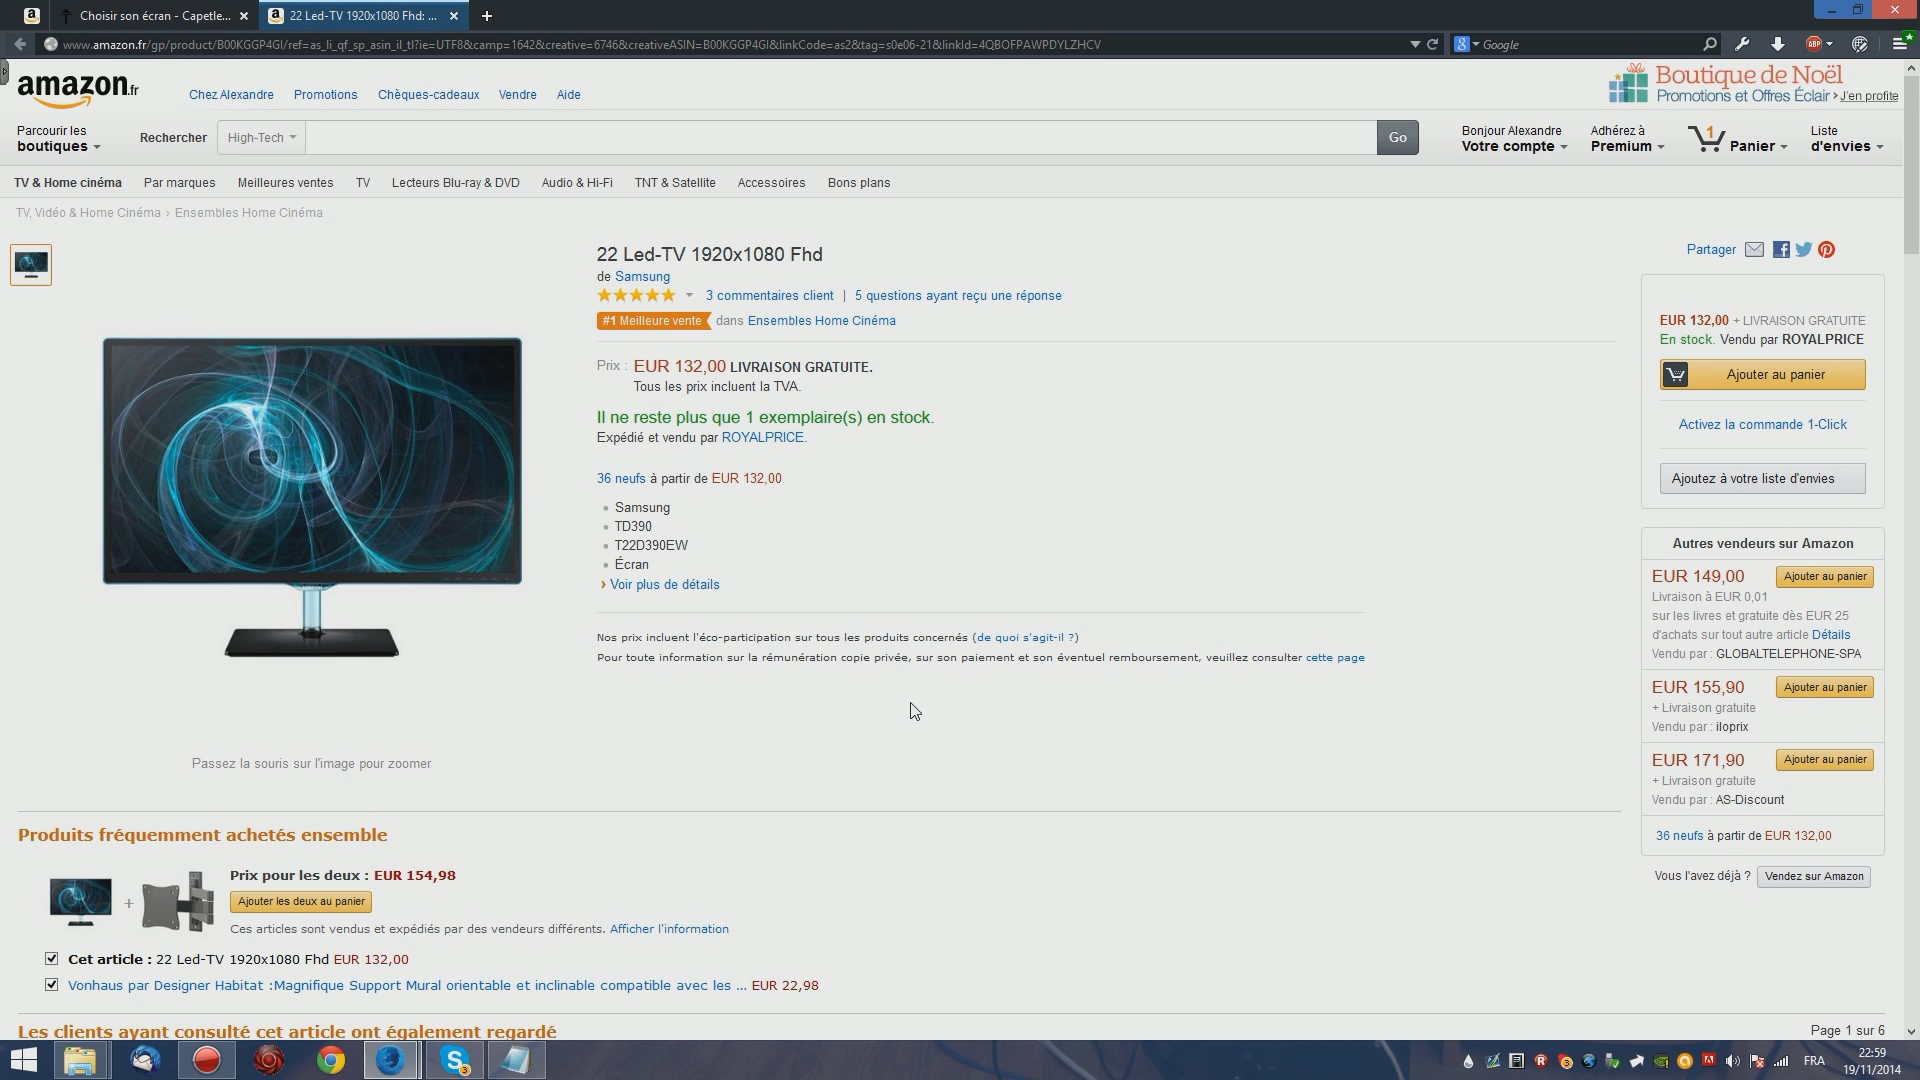 Choisir son écran - Capetle...
22 Led-TV 1920x1080 Fhd: ...
www.amazon.fr/gp/product/B00KGGP4GI/ref=as_li_qf_sp_asin_il_tl?ie=UTF8&camp=1642&creative=6746&creativeASIN=B00KGGP4GI&linkCode=as2&tag=s0e06-21&linkId=4QBOFPAWPDYLZHCV
Google
ABP
amazon.fr
Chez Alexandre Promotions Chèques-cadeaux Vendre Aide
Boutique de Noël
Promotions et Offres Éclair › J'en profite
Parcourir les
boutiques
Rechercher
High-Tech
Go
Bonjour Alexandre
Votre compte
Adhérez à
Premium
1
Panier
Liste
d'envies
TV & Home cinéma Par marques Meilleures ventes TV Lecteurs Blu-ray & DVD Audio & Hi-Fi TNT & Satellite Accessoires Bons plans
TV, Vidéo & Home Cinéma › Ensembles Home Cinéma
22 Led-TV 1920x1080 Fhd
de Samsung
3 commentaires client | 5 questions ayant reçu une réponse
#1 Meilleure vente dans Ensembles Home Cinéma
Prix : EUR 132,00 LIVRAISON GRATUITE.
Tous les prix incluent la TVA.
Il ne reste plus que 1 exemplaire(s) en stock.
Expédié et vendu par ROYALPRICE.
36 neufs à partir de EUR 132,00
Samsung
TD390
T22D390EW
Écran
› Voir plus de détails
Nos prix incluent l'éco-participation sur tous les produits concernés (de quoi s'agit-il ?)
Pour toute information sur la rémunération copie privée, sur son paiement et son éventuel remboursement, veuillez consulter cette page
Passez la souris sur l'image pour zoomer
Partager
EUR 132,00 + LIVRAISON GRATUITE
En stock. Vendu par ROYALPRICE
Ajouter au panier
Activez la commande 1-Click
Ajoutez à votre liste d'envies
Autres vendeurs sur Amazon
EUR 149,00 Ajouter au panier
Livraison à EUR 0,01
sur les livres et gratuite dès EUR 25
d'achats sur tout autre article Détails
Vendu par : GLOBALTELEPHONE-SPA
EUR 155,90 Ajouter au panier
+ Livraison gratuite
Vendu par : iloprix
EUR 171,90 Ajouter au panier
+ Livraison gratuite
Vendu par : AS-Discount
36 neufs à partir de EUR 132,00
Vous l'avez déjà ? Vendez sur Amazon
Produits fréquemment achetés ensemble
Prix pour les deux : EUR 154,98
Ajouter les deux au panier
Ces articles sont vendus et expédiés par des vendeurs différents. Afficher l'information
Cet article : 22 Led-TV 1920x1080 Fhd EUR 132,00
Vonhaus par Designer Habitat :Magnifique Support Mural orientable et inclinable compatible avec les ... EUR 22,98
Les clients ayant consulté cet article ont également regardé
Page 1 sur 6
FRA
22:59
19/11/2014